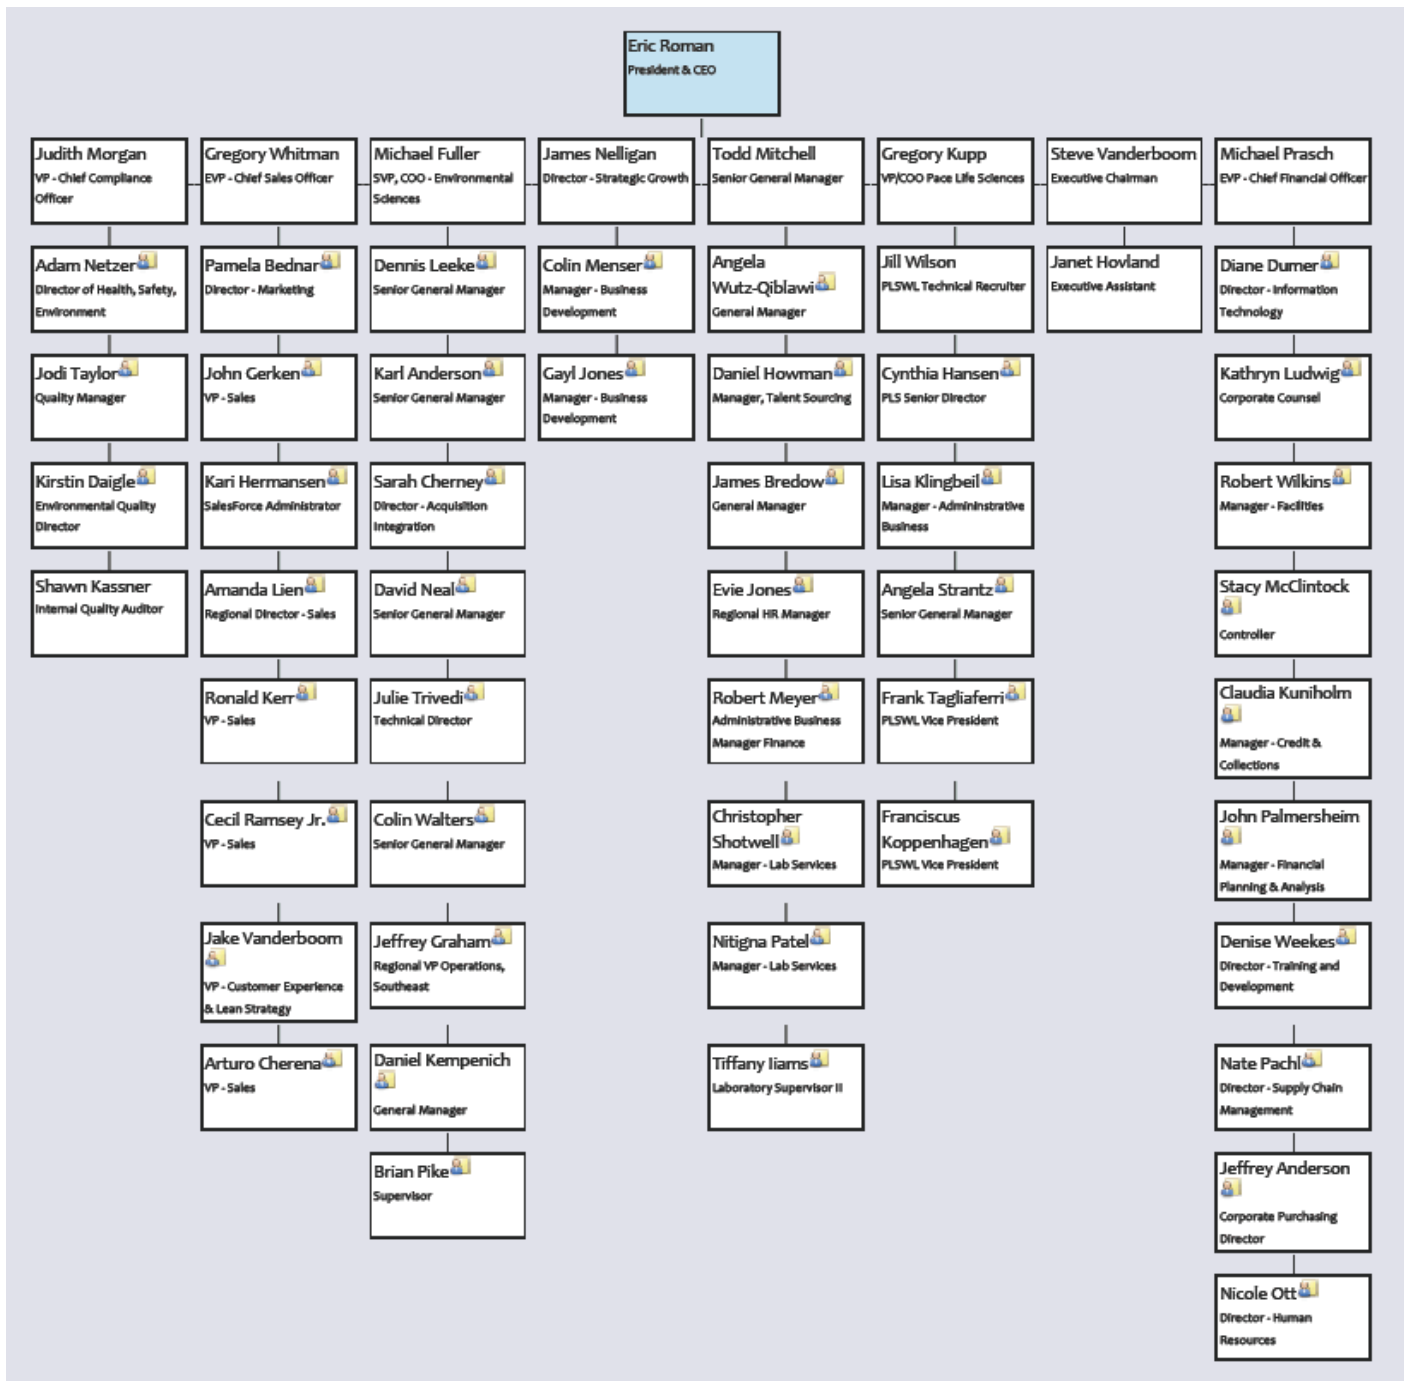 Eric Roman
President & CEO
Judith Morgan
VP - Chief Compliance
Officer
Gregory Whitman
EVP - Chief Sales Officer
Michael Fuller
SVP, COO - Environmental
Sciences
James Nelligan
Director - Strategic Growth
Todd Mitchell
Senior General Manager
Gregory Kupp
VP/COO Pace Life Sciences
Steve Vanderboom
Executive Chairman
Michael Prasch
EVP - Chief Financial Officer
Adam Netzer
Director of Health, Safety,
Environment
Pamela Bednar
Director - Marketing
Dennis Leeke
Senior General Manager
Colin Menser
Manager - Business
Development
Angela
Wutz-Qiblawi
General Manager
Jill Wilson
PLSWL Technical Recruiter
Janet Hovland
Executive Assistant
Diane Dumer
Director - Information
Technology
Jodi Taylor
Quality Manager
John Gerken
VP - Sales
Karl Anderson
Senior General Manager
Gayl Jones
Manager - Business
Development
Daniel Howman
Manager, Talent Sourcing
Cynthia Hansen
PLS Senior Director
Kathryn Ludwig
Corporate Counsel
Kirstin Daigle
Environmental Quality
Director
Kari Hermansen
SalesForce Administrator
Sarah Cherney
Director - Acquisition
Integration
James Bredow
General Manager
Lisa Klingbeil
Manager - Admininstrative
Business
Robert Wilkins
Manager - Facilities
Shawn Kassner
Internal Quality Auditor
Amanda Lien
Regional Director - Sales
David Neal
Senior General Manager
Evie Jones
Regional HR Manager
Angela Strantz
Senior General Manager
Stacy McClintock
Controller
Ronald Kerr
VP - Sales
Julie Trivedi
Technical Director
Robert Meyer
Administrative Business
Manager Finance
Frank Tagliaferri
PLSWL Vice President
Claudia Kuniholm
Manager - Credit &
Collections
Cecil Ramsey Jr.
VP - Sales
Colin Walters
Senior General Manager
Christopher
Shotwell
Manager - Lab Services
Franciscus
Koppenhagen
PLSWL Vice President
John Palmersheim
Manager - Financial
Planning & Analysis
Jake Vanderboom
VP - Customer Experience
& Lean Strategy
Jeffrey Graham
Regional VP Operations,
Southeast
Nitigna Patel
Manager - Lab Services
Denise Weekes
Director - Training and
Development
Arturo Cherena
VP - Sales
Daniel Kempenich
General Manager
Tiffany Iiams
Laboratory Supervisor II
Nate Pachl
Director - Supply Chain
Management
Brian Pike
Supervisor
Jeffrey Anderson
Corporate Purchasing
Director
Nicole Ott
Director - Human
Resources